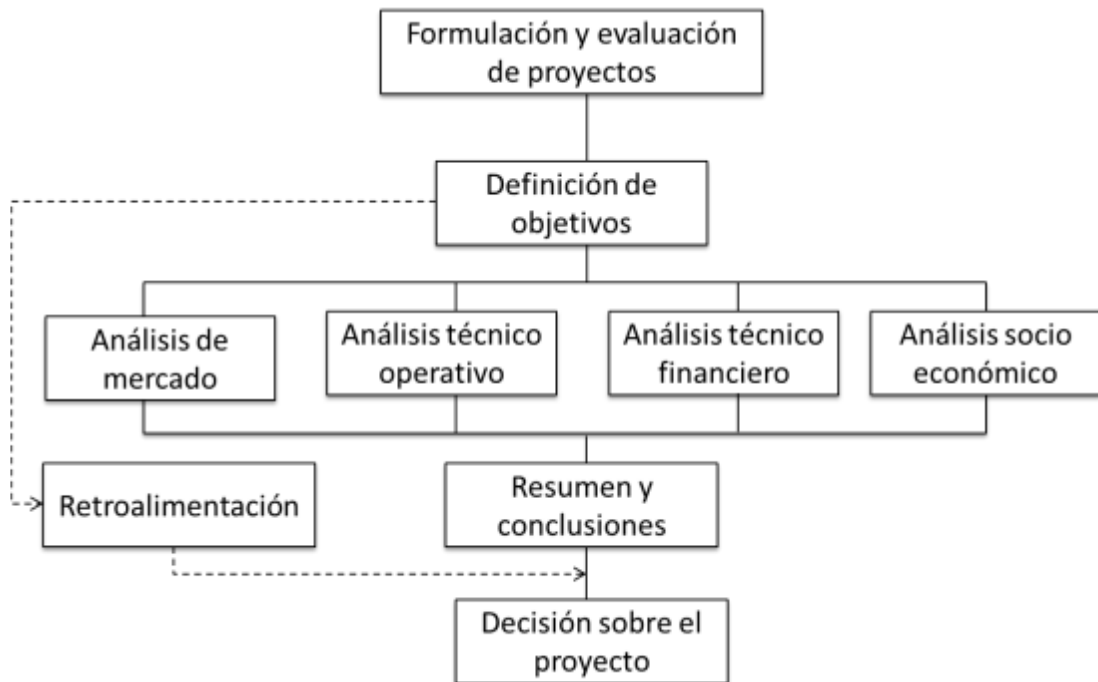 Formulación y evaluación
de proyectos
Definición de
objetivos
Análisis de
mercado
Análisis técnico
operativo
Análisis técnico
financiero
Análisis socio
económico
Retroalimentación
Resumen y
conclusiones
Decisión sobre el
proyecto